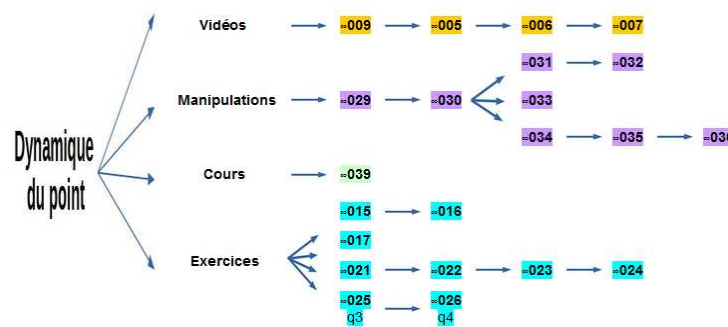 Vidéos ∞009 ∞005 ∞006 ∞007
∞031 ∞032
Manipulations ∞029 ∞030 ∞033
∞034 ∞035
Dynamique
du point
Cours ∞039
∞015 ∞016
∞017
Exercices
∞021 ∞022 ∞023 ∞024
∞025 ∞026
q3 q4